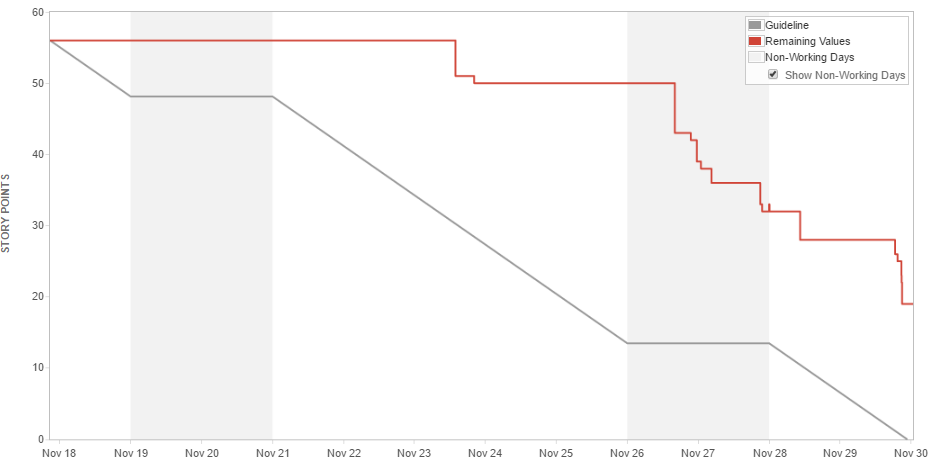 60
50
40
30
20
10
0
STORY POINTS
Guideline
Remaining Values
Non-Working Days
Show Non-Working Days
Nov 18 Nov 19 Nov 20 Nov 21 Nov 22 Nov 23 Nov 24 Nov 25 Nov 26 Nov 27 Nov 28 Nov 29 Nov 30